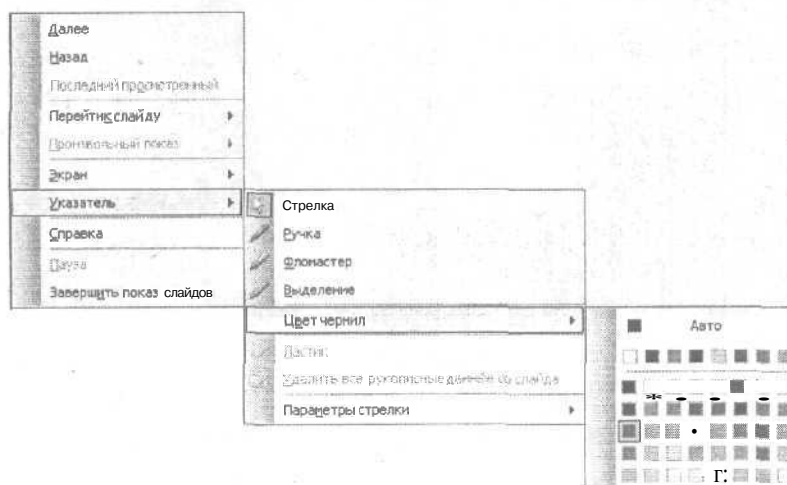 Далее
Назад
Последний просмотренный
Перейти к слайду
Произвольный показ
Экран
Указатель
Справка
Пауза
Завершить показ слайдов
Стрелка
Ручка
Фломастер
Выделение
Цвет чернил
Ластик
Удалить все рукописные данные со слайда
Параметры стрелки
Авто